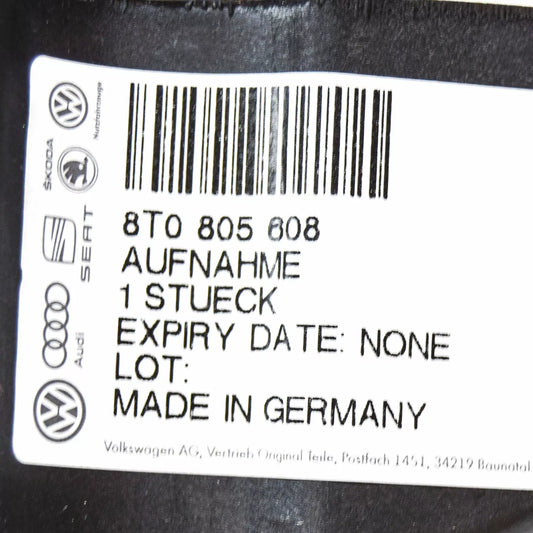 8T0 805 608
AUFNAHME
1 STUECK
EXPIRY DATE: NONE
LOT:
MADE IN GERMANY
Volkswagen AG, Vertrieb Original Teile, Postfach 1451, 34219 Baunatal
Audi
SEAT
ŠKODA
Nutzfahrzeuge